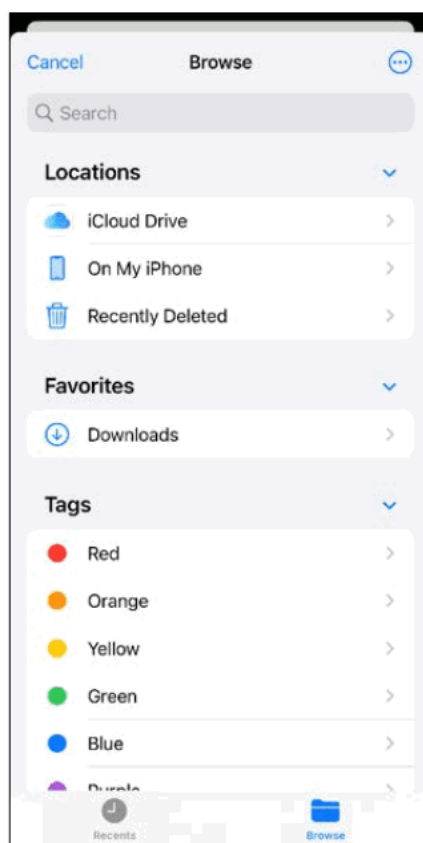 Cancel Browse
Search
Locations
iCloud Drive
On My iPhone
Recently Deleted
Favorites
Downloads
Tags
Red
Orange
Yellow
Green
Blue
Purple
Recents Browse